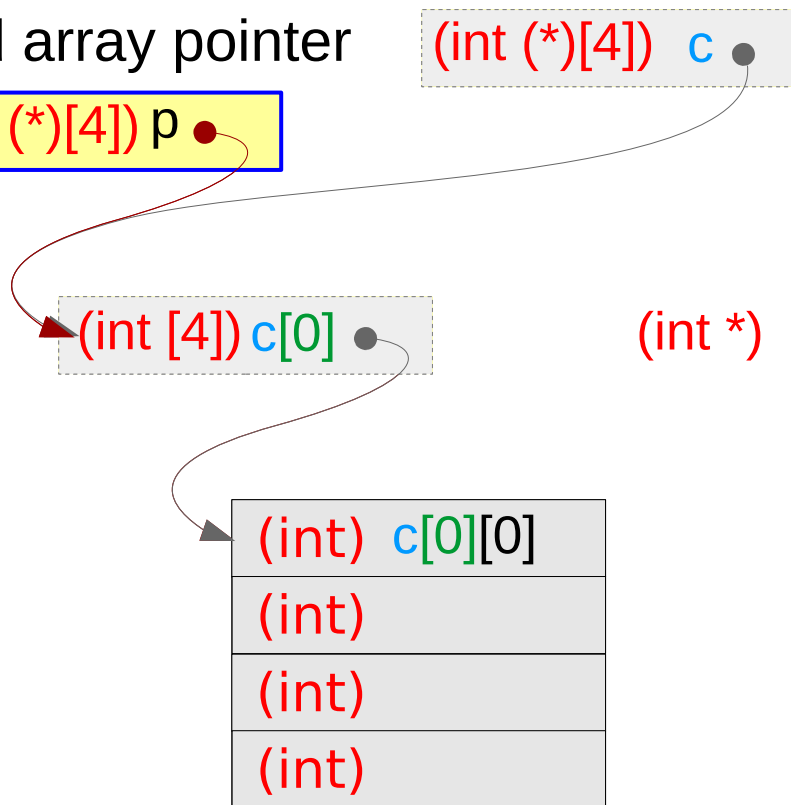 array pointer
(int (*)[4]) c
(*)[4]) p
(int [4]) c[0]
(int *)
(int) c[0][0]
(int)
(int)
(int)